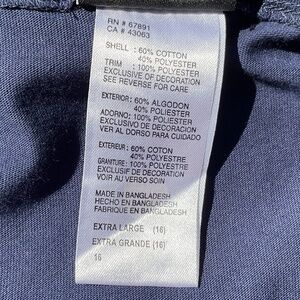 RN # 67891
CA # 43063
SHELL : 60% COTTON
40% POLYESTER
TRIM : 100% POLYESTER
EXCLUSIVE OF DECORATION
SEE REVERSE FOR CARE
EXTERIOR: 60% ALGODON
40% POLIESTER
ADORNO: 100% POLIESTER
EXCLUSIVO DE DECORACION
VER AL DORSO PARA CUIDADO
EXTERIEUR: 60% COTON
40% POLYESTRE
GRANITURE: 100% POLYESTRE
EXCLUSIF DE DECORATION
VOIR AU VERSO SOIN
MADE IN BANGLADESH
HECHO EN BANGLADESH
FABRIQUE EN BANGLADESH
EXTRA LARGE (16)
EXTRA GRANDE (16)
16